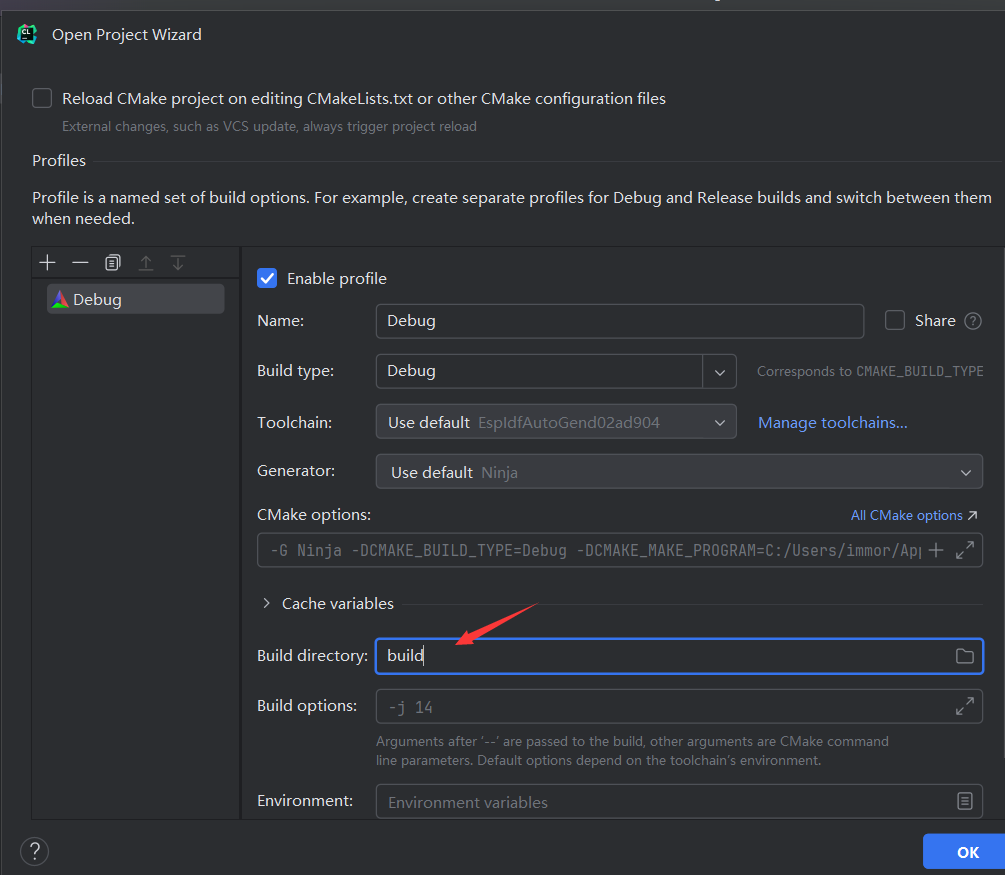 CL
Open Project Wizard
Reload CMake project on editing CMakeLists.txt or other CMake configuration files
External changes, such as VCS update, always trigger project reload
Profiles
Profile is a named set of build options. For example, create separate profiles for Debug and Release builds and switch between them
when needed.
Debug
Enable profile
Name: Debug Share ?
Build type: Debug Corresponds to CMAKE_BUILD_TYPE
Toolchain: Use default EspIdfAutoGend02ad904 Manage toolchains...
Generator: Use default Ninja
CMake options: All CMake options ↗
-G Ninja -DCMAKE_BUILD_TYPE=Debug -DCMAKE_MAKE_PROGRAM=C:/Users/immor/App
Cache variables
Build directory: build
Build options: -j 14
Arguments after '--' are passed to the build, other arguments are CMake command
line parameters. Default options depend on the toolchain's environment.
Environment: Environment variables
? OK